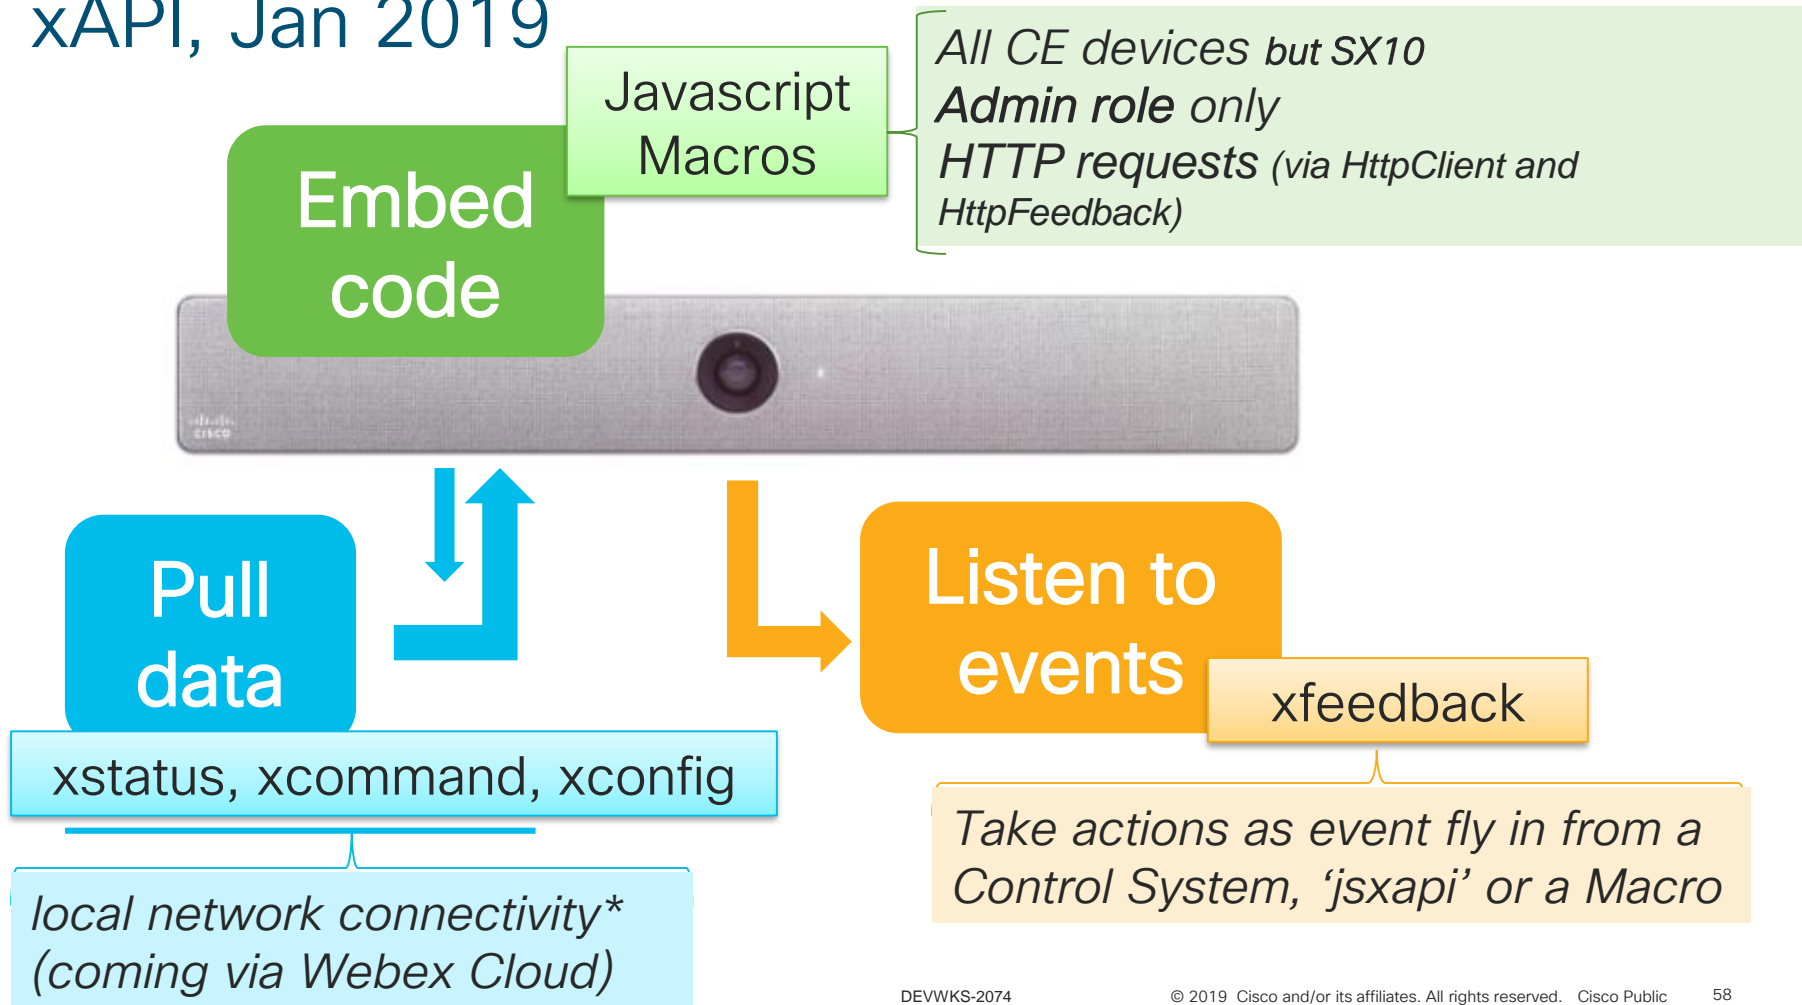 xAPI, Jan 2019
Javascript
Macros
All CE devices but SX10
Admin role only
HTTP requests (via HttpClient and
HttpFeedback)
Embed
code
CISCO
Pull
data
xstatus, xcommand, xconfig
local network connectivity*
(coming via Webex Cloud)
Listen to
events
xfeedback
Take actions as event fly in from a
Control System, ‘jsxapi’ or a Macro
DEVWKS-2074 © 2019 Cisco and/or its affiliates. All rights reserved. Cisco Public 58